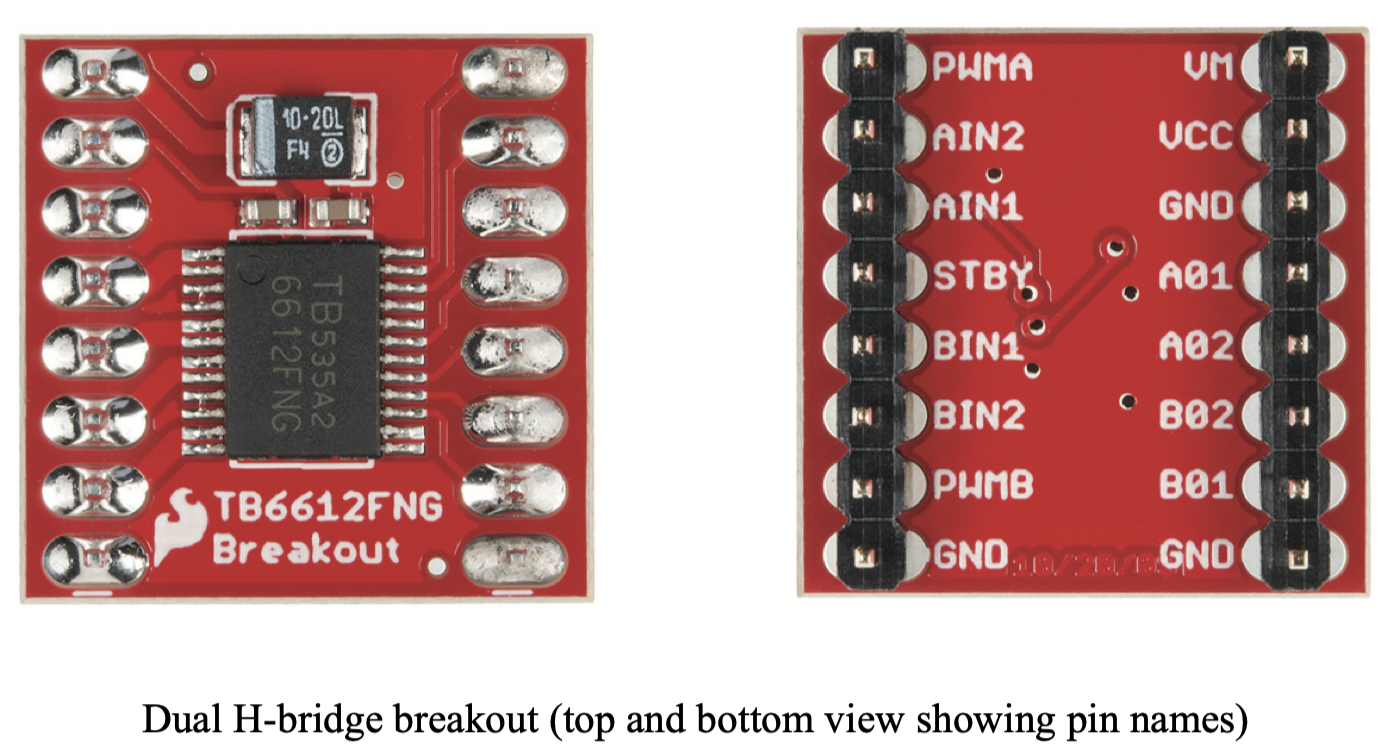 10-20L
F4 2
TB535A2
6612FNG
TB6612FNG
Breakout
PWMA VM
AIN2 VCC
AIN1 GND
STBY A01
BIN1 A02
BIN2 B02
PWMB B01
GND GND
Dual H-bridge breakout (top and bottom view showing pin names)